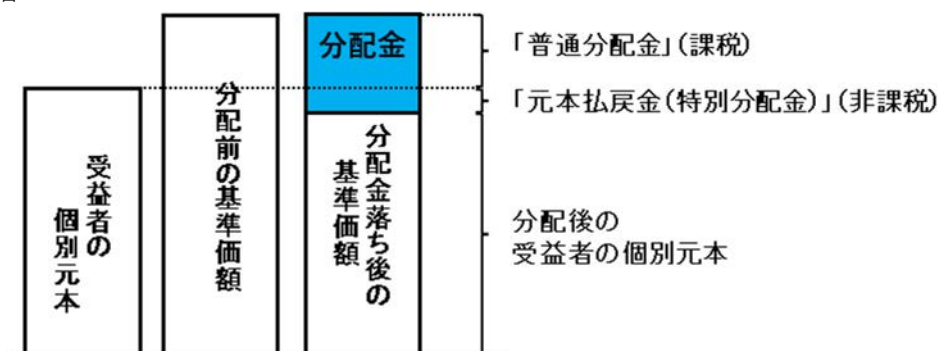 受益者の
個別元本
分配前の基準価額
分配金
分配金落ち後の
基準価額
「普通分配金」(課税)
「元本払戻金(特別分配金)」(非課税)
分配後の
受益者の個別元本